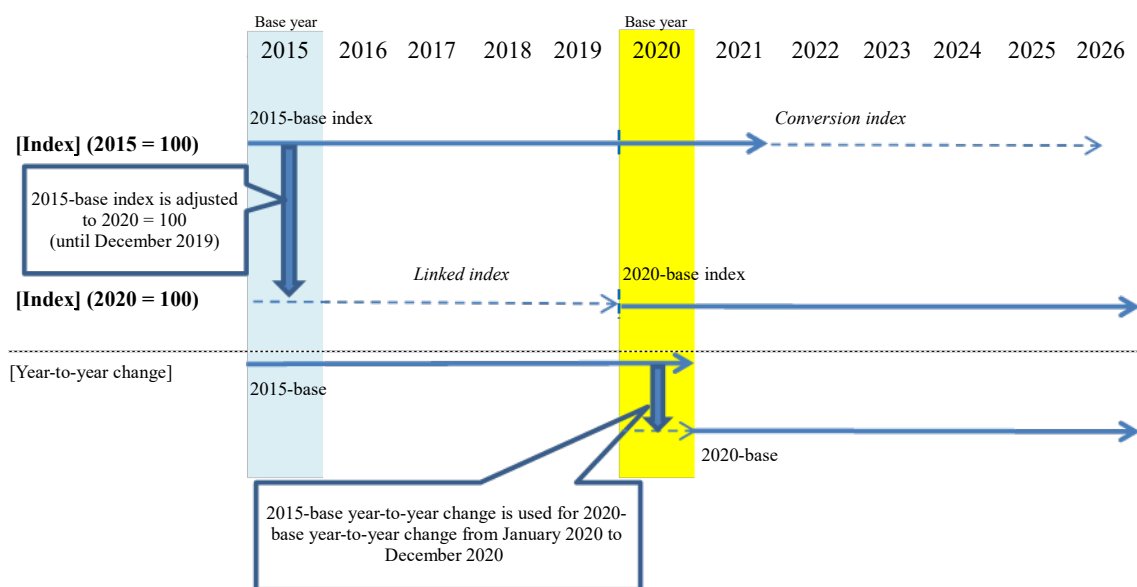 Base year
Base year
2015 2016 2017 2018 2019 2020 2021 2022 2023 2024 2025 2026
2015-base index
Conversion index
[Index] (2015 = 100)
2015-base index is adjusted
to 2020 = 100
(until December 2019)
Linked index
2020-base index
[Index] (2020 = 100)
[Year-to-year change]
2015-base
2020-base
2015-base year-to-year change is used for 2020-
base year-to-year change from January 2020 to
December 2020